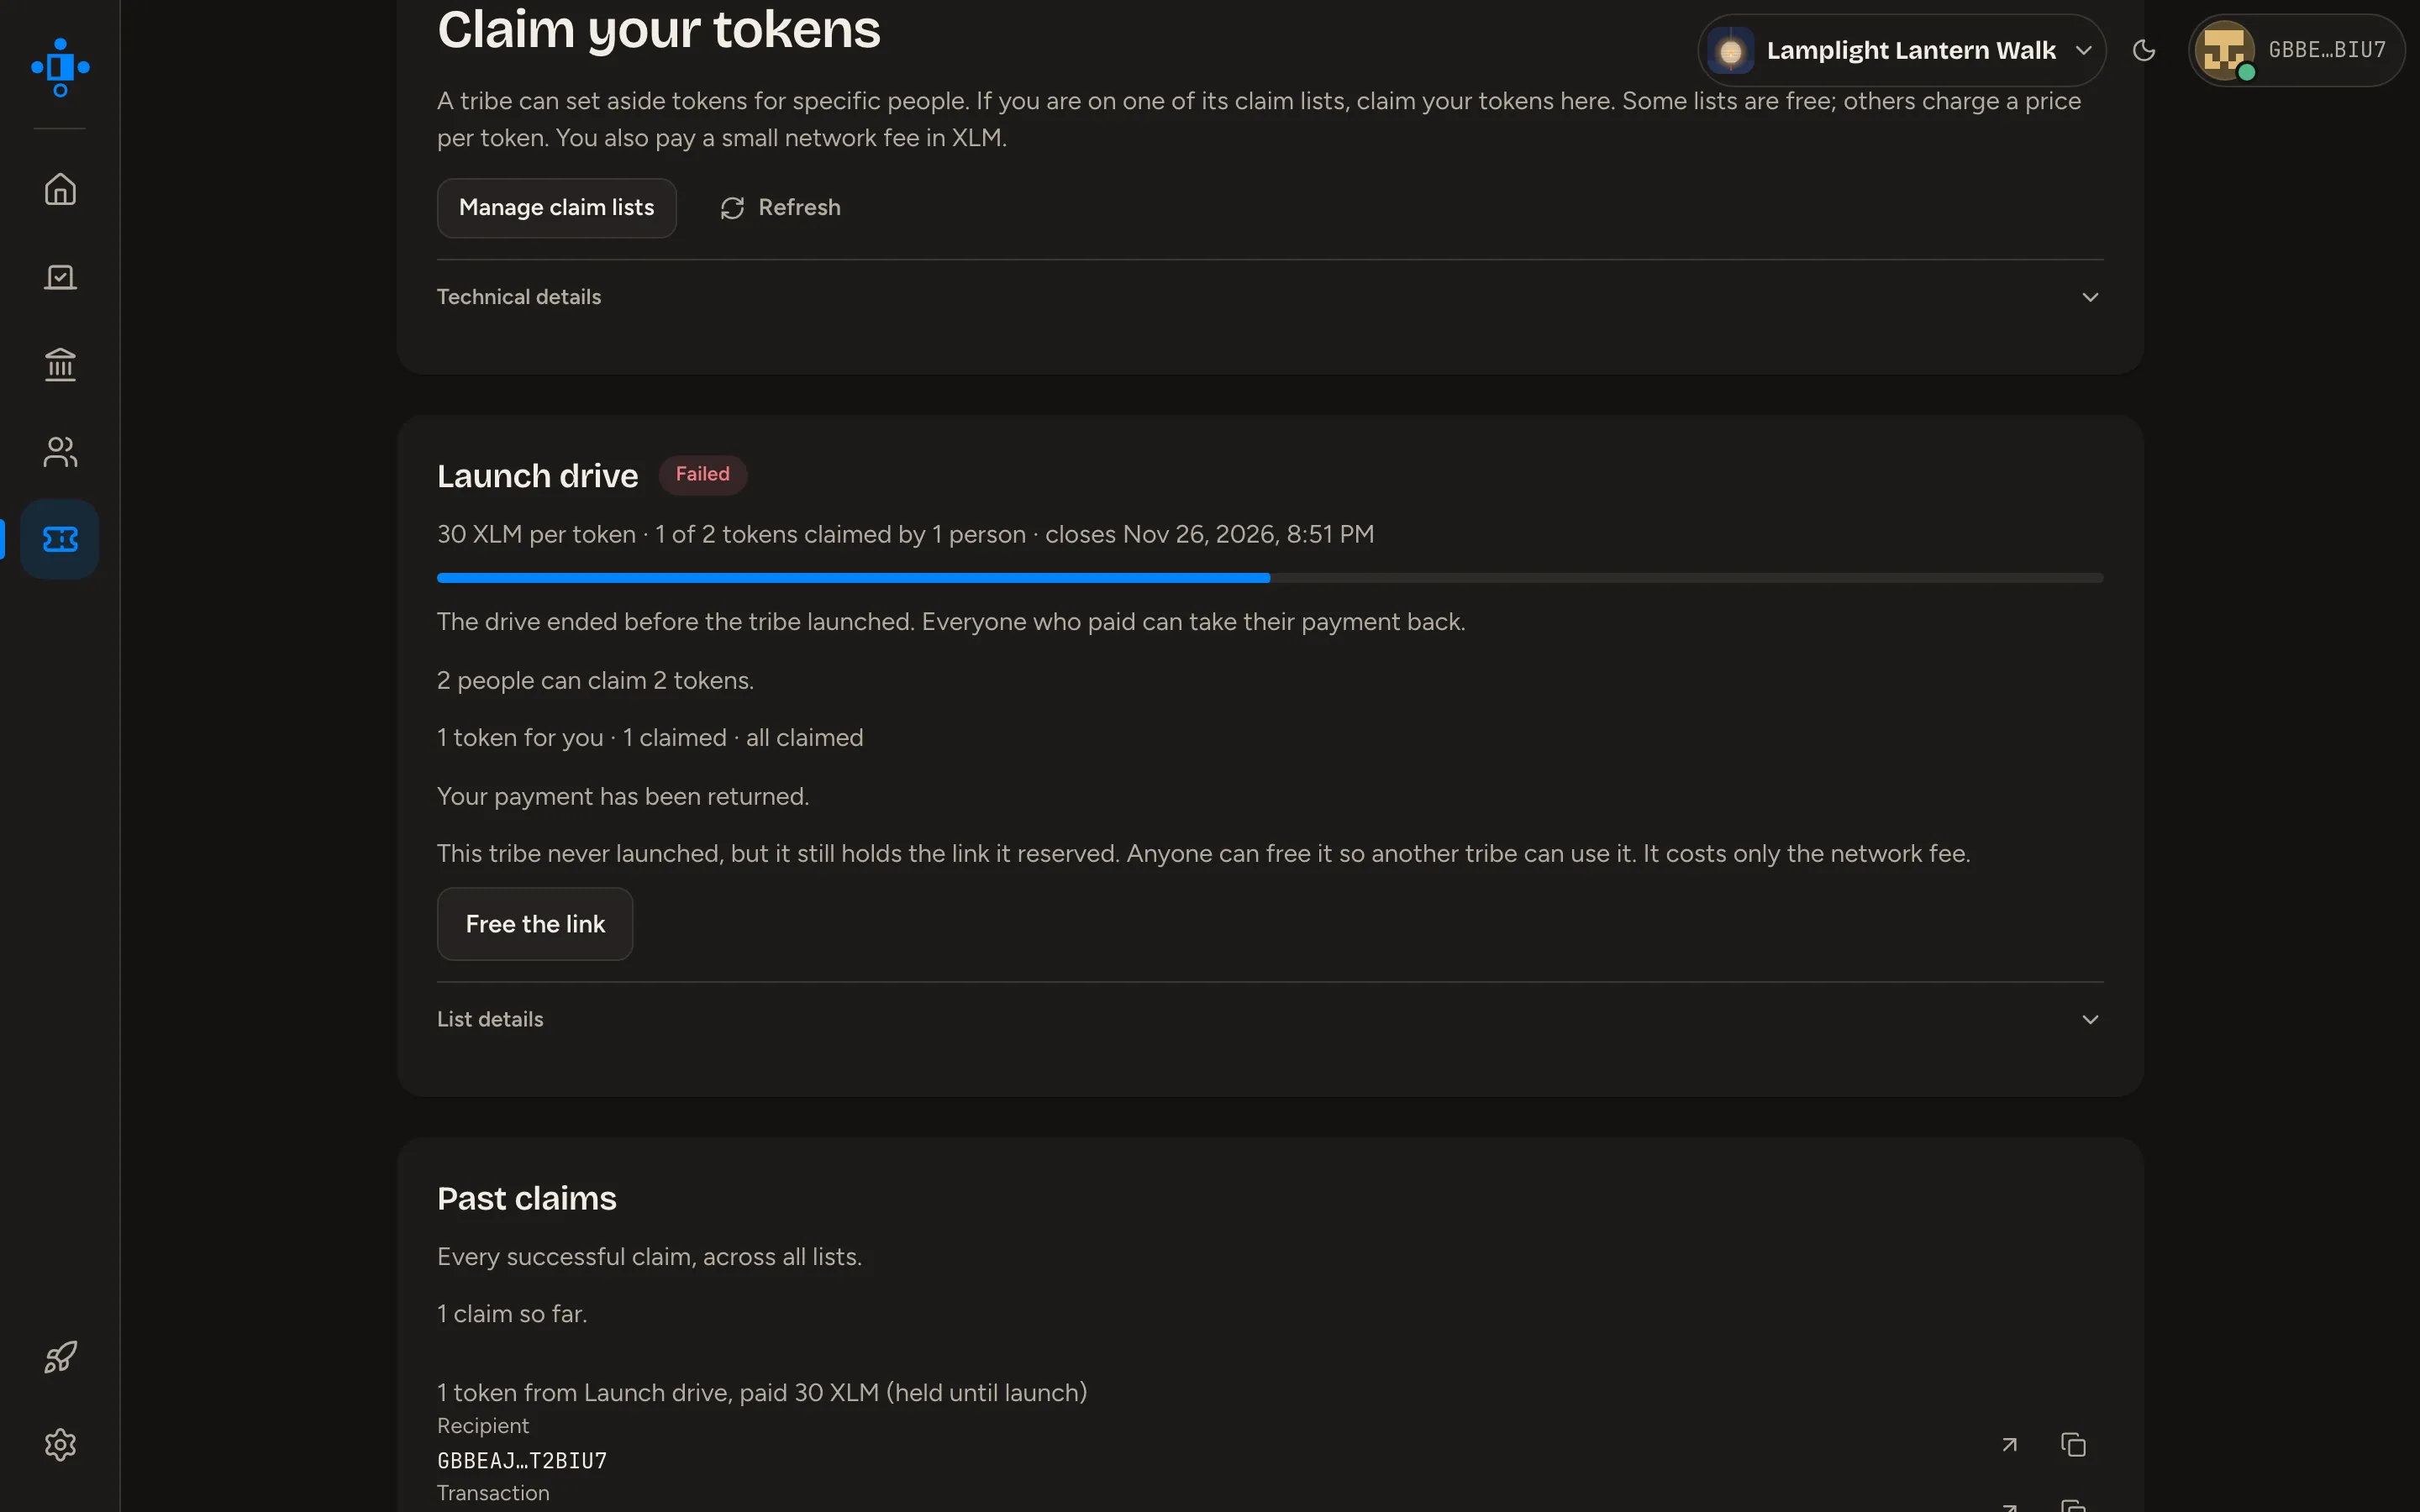 Claim your tokens
Lamplight Lantern Walk
GBBE…BIU7
A tribe can set aside tokens for specific people. If you are on one of its claim lists, claim your tokens here. Some lists are free; others charge a price
per token. You also pay a small network fee in XLM.
Manage claim lists
Refresh
Technical details
Launch drive
Failed
30 XLM per token · 1 of 2 tokens claimed by 1 person · closes Nov 26, 2026, 8:51 PM
The drive ended before the tribe launched. Everyone who paid can take their payment back.
2 people can claim 2 tokens.
1 token for you · 1 claimed · all claimed
Your payment has been returned.
This tribe never launched, but it still holds the link it reserved. Anyone can free it so another tribe can use it. It costs only the network fee.
Free the link
List details
Past claims
Every successful claim, across all lists.
1 claim so far.
1 token from Launch drive, paid 30 XLM (held until launch)
Recipient
GBBEAJ…T2BIU7
Transaction